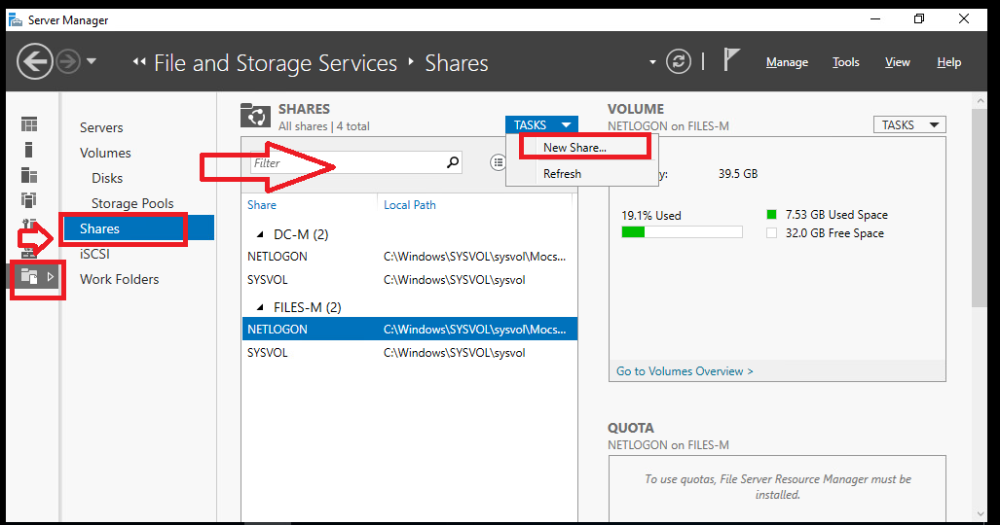 Server Manager
File and Storage Services Shares
Manage Tools View Help
Servers
Volumes
Disks
Storage Pools
Shares
iSCSI
Work Folders
SHARES
All shares | 4 total
TASKS
New Share...
Refresh
Filter
Share Local Path
DC-M (2)
NETLOGON C:\Windows\SYSVOL\sysvol\Mocs...
SYSVOL C:\Windows\SYSVOL\sysvol
FILES-M (2)
NETLOGON C:\Windows\SYSVOL\sysvol\Mocs...
SYSVOL C:\Windows\SYSVOL\sysvol
VOLUME
NETLOGON on FILES-M
TASKS
39.5 GB
19.1% Used
7.53 GB Used Space
32.0 GB Free Space
Go to Volumes Overview >
QUOTA
NETLOGON on FILES-M
To use quotas, File Server Resource Manager must be
installed.